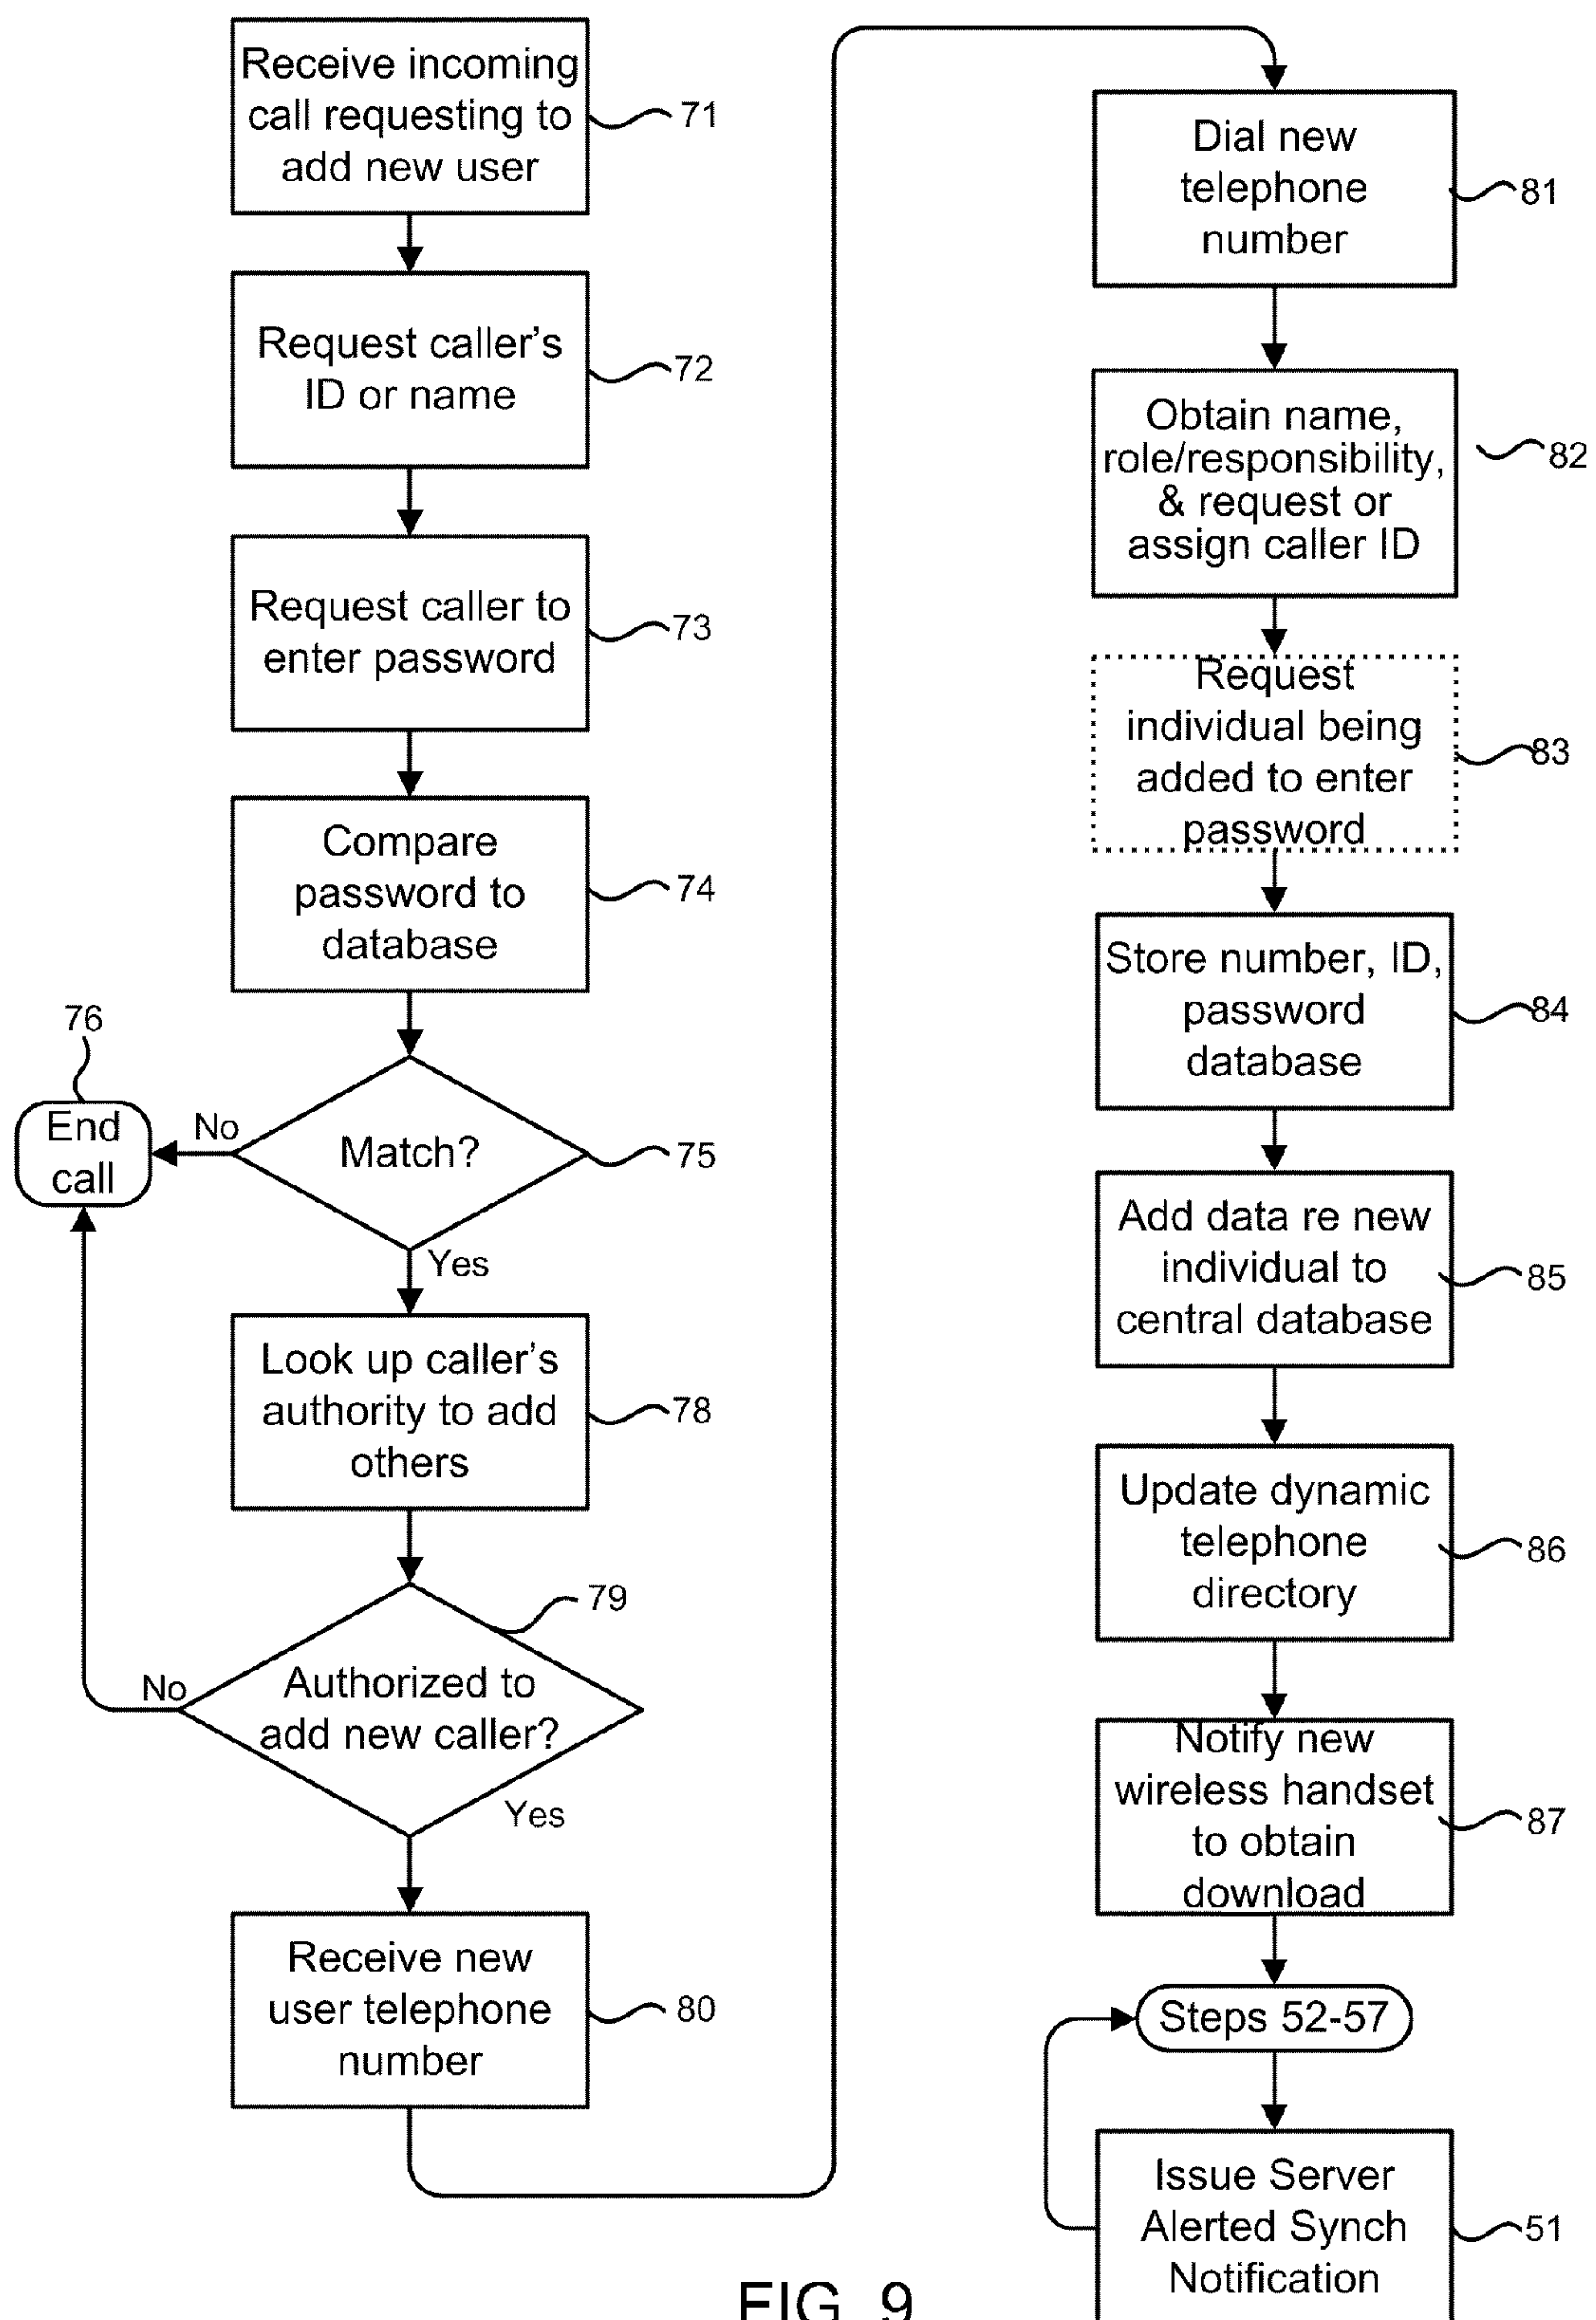 Receive incoming
call requesting to
add new user
71
Request caller's
ID or name
72
Request caller to
enter password
73
Compare
password to
database
74
76
End
call
No
Match?
75
Yes
Look up caller's
authority to add
others
78
79
No
Authorized to
add new caller?
Yes
Receive new
user telephone
number
80
Dial new
telephone
number
81
Obtain name,
role/responsibility,
& request or
assign caller ID
82
Request
individual being
added to enter
password
83
Store number, ID,
password
database
84
Add data re new
individual to
central database
85
Update dynamic
telephone
directory
86
Notify new
wireless handset
to obtain
download
87
Steps 52-57
Issue Server
Alerted Synch
Notification
51
FIG. 9